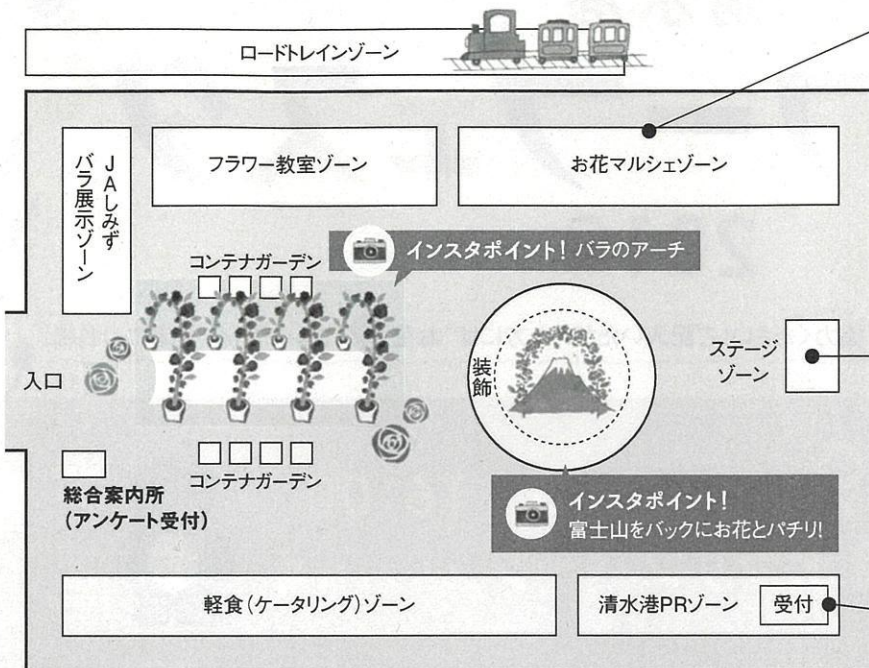 ロードトレインゾーン
JAしみず
バラ展示ゾーン
フラワー教室ゾーン
お花マルシェゾーン
コンテナガーデン
インスタポイント! バラのアーチ
入口
装飾
ステージ
ゾーン
コンテナガーデン
総合案内所
(アンケート受付)
インスタポイント!
富士山をバックにお花とパチリ!
軽食(ケータリング)ゾーン
清水港PRゾーン
受付